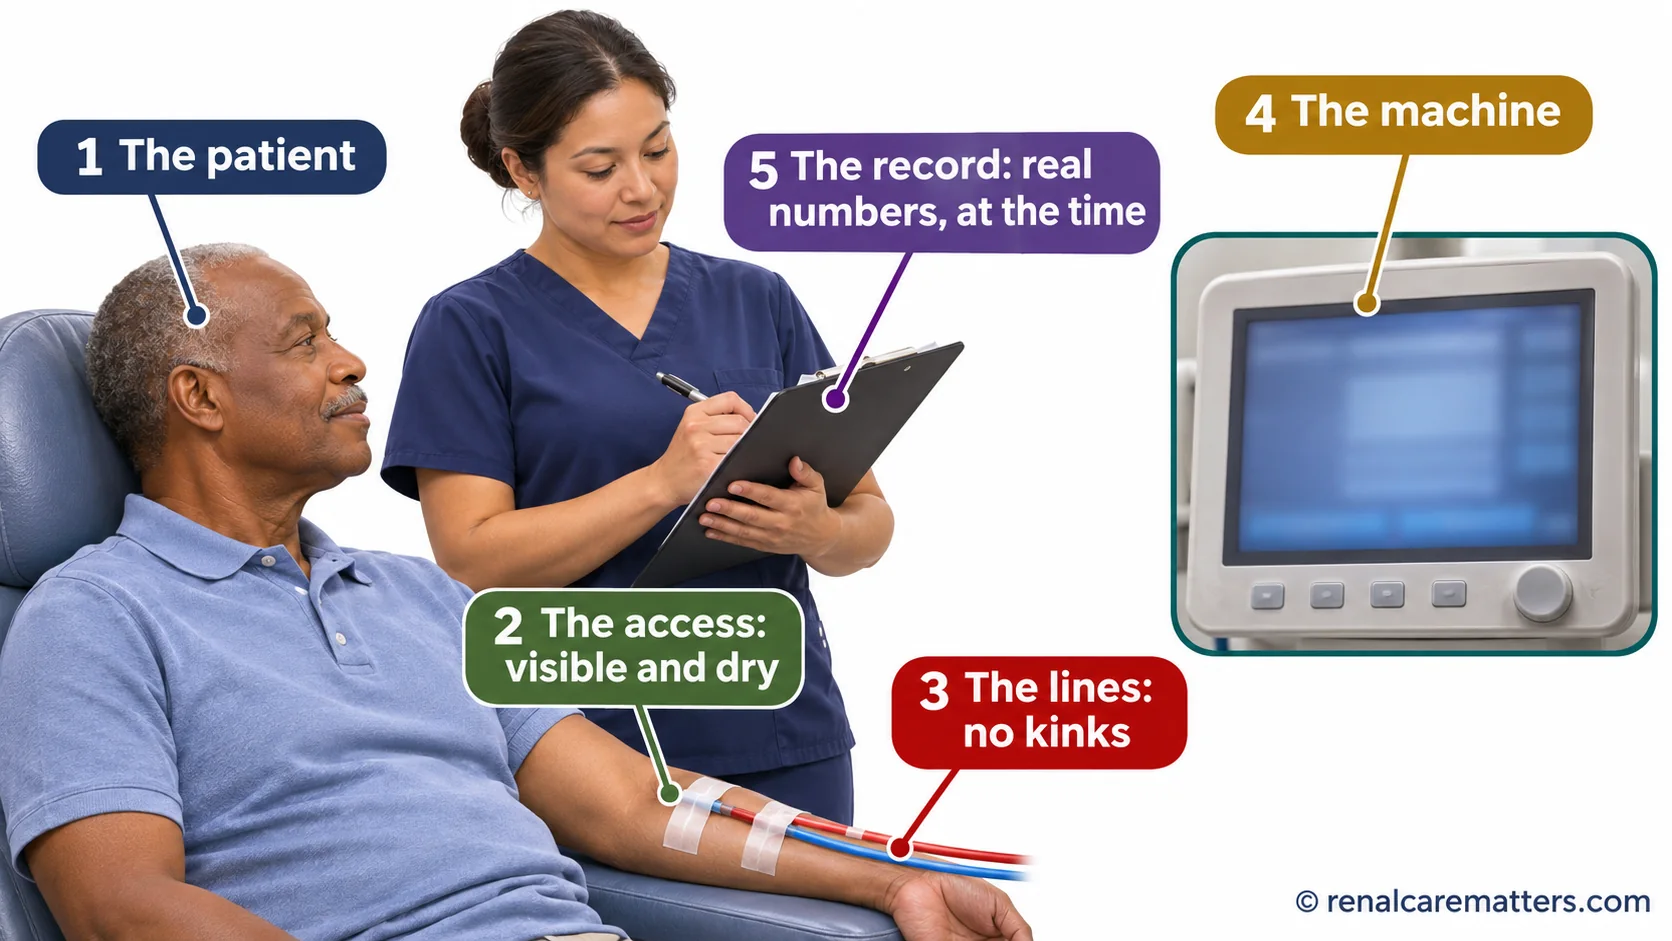 1 The patient
2 The access:
visible and dry
3 The lines:
no kinks
4 The machine
5 The record: real
numbers, at the time
© renalcarematters.com